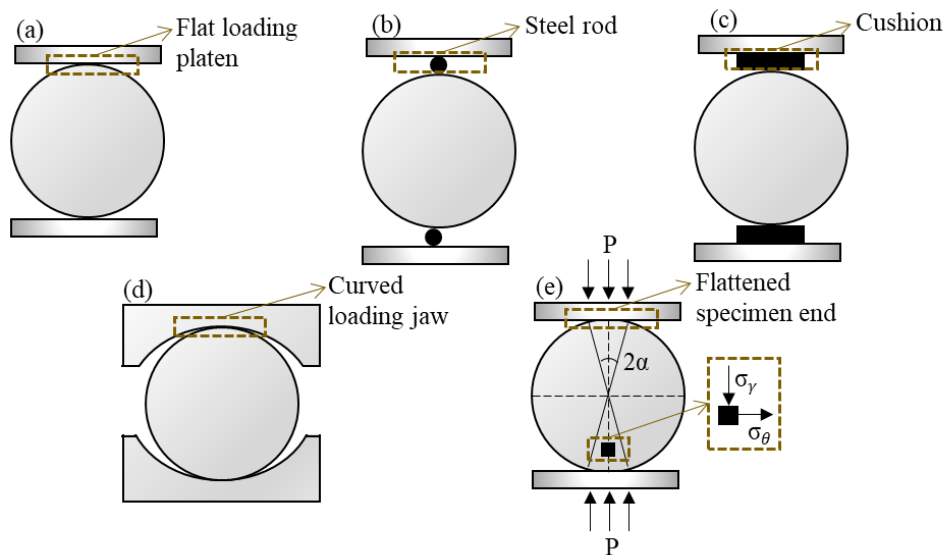 (a)
Flat loading
platen
(b)
Steel rod
(c)
Cushion
(d)
Curved
loading jaw
P
(e)
Flattened
specimen end
2α
σγ
σθ
P